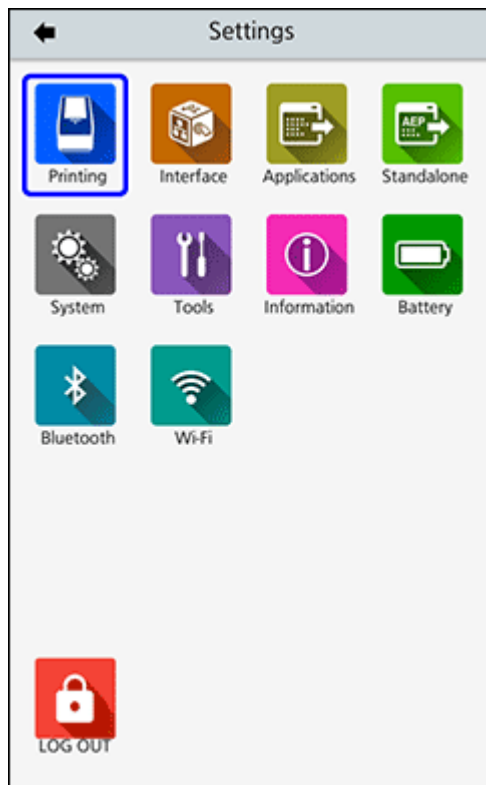 Settings
Printing Interface Applications Standalone
AEP
System Tools Information Battery
Bluetooth Wi-Fi
LOG OUT